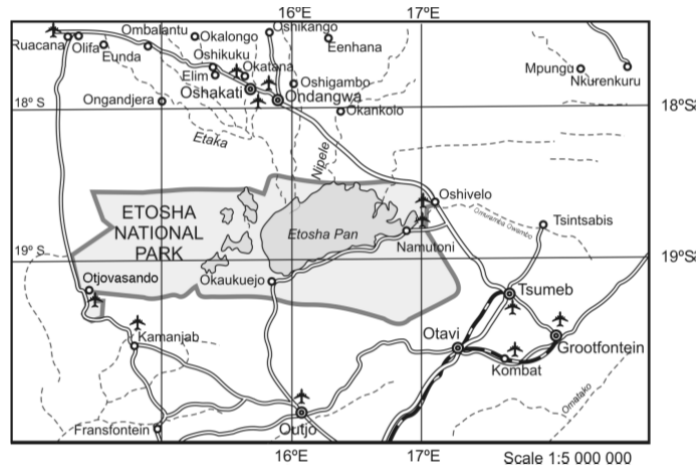 16°E 17°E
Ruacana
Olifa
Eunda
Ombalantu
Okalongo
Oshikango
Eenhana
Oshikuku
Okatana
Elim
Oshigambo
Oshakati
Ondangwa
Ongandjera
Okankolo
Mpungu
Nkurenkuru
18° S 18°S
Etaka
Nipele
ETOSHA
NATIONAL
PARK
Etosha Pan
Oshivelo
Omuramba Owambo
Tsintsabis
Namutoni
19°S 19°S
Okaukuejo
Otjovasando
Tsumeb
Kamanjab
Otavi
Grootfontein
Kombat
Omatako
Fransfontein
Outjo
16°E 17°E
Scale 1:5 000 000